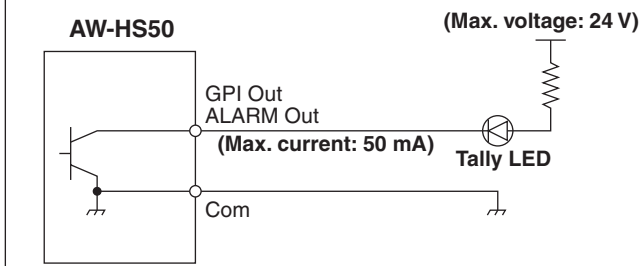 (Max. voltage: 24 V)
AW-HS50
GPI Out
ALARM Out
(Max. current: 50 mA)
Tally LED
Com